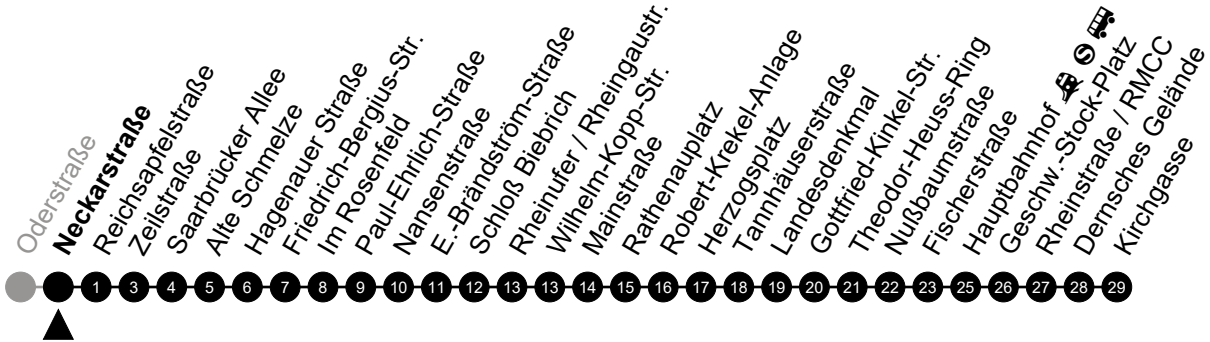 Oderstraße
Neckarstraße
Reichsapfelstraße
Zeilstraße
Saarbrücker Allee
Alte Schmelze
Hagenauer Straße
Friedrich-Bergius-Str.
Im Rosenfeld
Paul-Ehrlich-Straße
Nansenstraße
E.-Brändström-Straße
Schloß Biebrich
Rheinufer / Rheingaustr.
Wilhelm-Kopp-Str.
Mainstraße
Rathenauplatz
Robert-Krekel-Anlage
Herzogsplatz
Tannhäuserstraße
Landesdenkmal
Gottfried-Kinkel-Str.
Theodor-Heuss-Ring
Nußbaumstraße
Fischerstraße
Hauptbahnhof S
Geschw.-Stock-Platz
Rheinstraße / RMCC
Dernsches Gelände
Kirchgasse
1 3 4 5 6 7 8 9 10 11 12 13 13 14 15 16 17 18 19 20 21 22 23 25 26 27 28 29